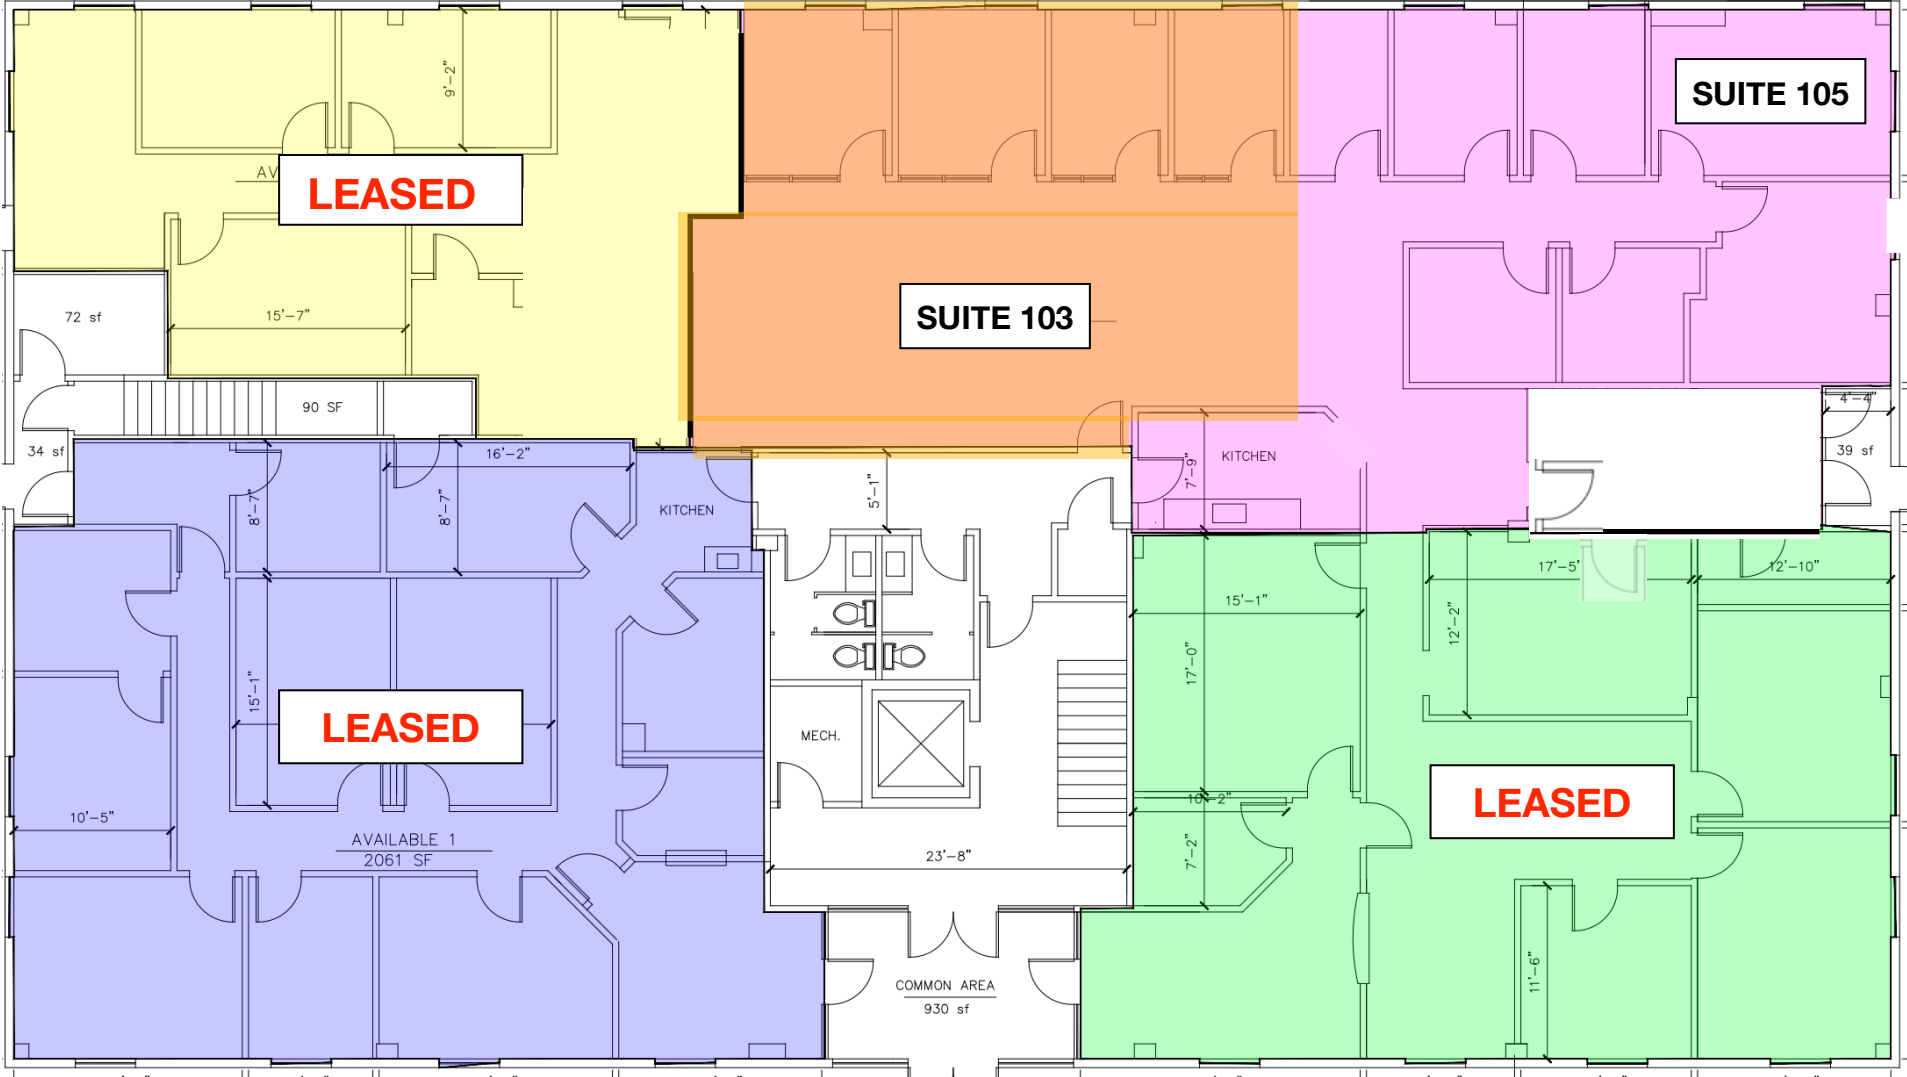 SUITE 105
9'-2"
AV
LEASED
SUITE 103
72 sf
15'-7"
90 SF
4'-4"
34 sf
16'-2"
8'-7"
8'-7"
KITCHEN
5'-1"
7'-9"
KITCHEN
39 sf
17'-5'
12'-10"
15'-1"
12'-2"
17'-0"
15'-1"
LEASED
MECH.
10'-2"
LEASED
10'-5"
AVAILABLE 1
2061 SF
23'-8"
7'-2"
11'-6"
COMMON AREA
930 sf